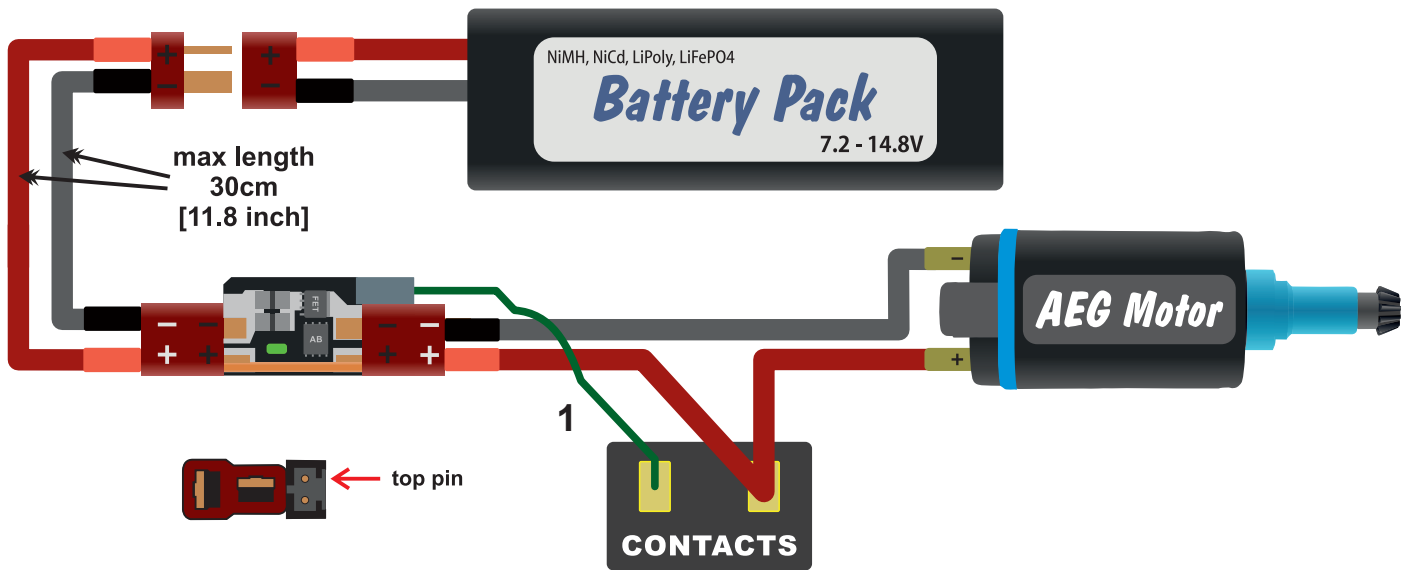 NiMH, NiCd, LiPoly, LiFePO4
Battery Pack
7.2 - 14.8V
+ +
− −
max length
30cm
[11.8 inch]
−
AEG Motor
+
FET
AB
− − − −
+ + + +
1
top pin
CONTACTS